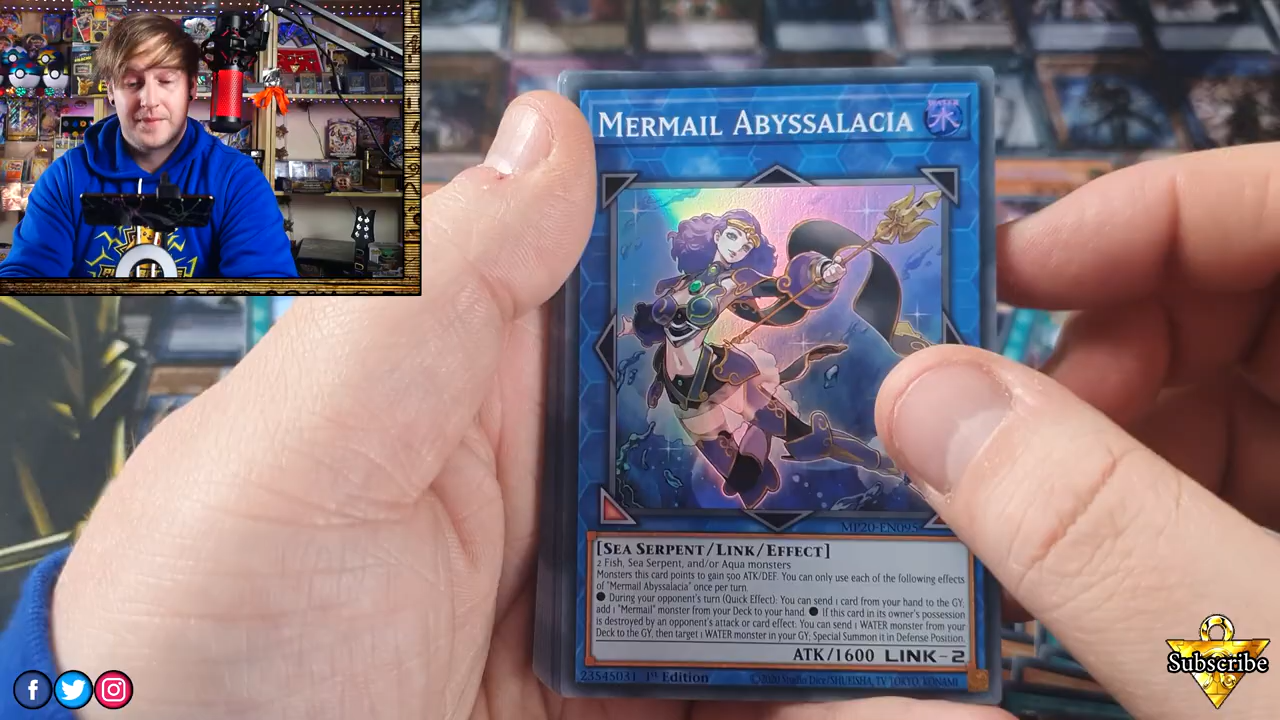 MERMAIL ABYSSALACIA
WATER
水
MP20-EN095
[SEA SERPENT/LINK/EFFECT]
2 Fish, Sea Serpent, and/or Aqua monsters
Monsters this card points to gain 500 ATK/DEF. You can only use each of the following effects
of "Mermail Abyssalacia" once per turn.
● During your opponent's turn (Quick Effect): You can send 1 card from your hand to the GY;
add 1 "Mermail" monster from your Deck to your hand. ● If this card in its owner's possession
is destroyed by an opponent's attack or card effect: You can send 1 WATER monster from your
Deck to the GY, then target 1 WATER monster in your GY; Special Summon it in Defense Position.
ATK/1600 LINK-2
23545031 1st Edition ©2020 Studio Dice/SHUEISHA, TV TOKYO, KONAMI
Subscribe